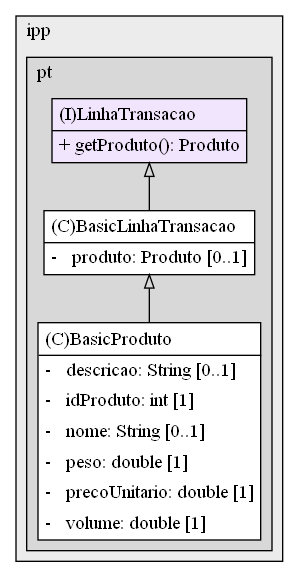 ipp
pt
(I)LinhaTransacao
+ getProduto(): Produto
(C)BasicLinhaTransacao
- produto: Produto [0..1]
(C)BasicProduto
- descricao: String [0..1]
- idProduto: int [1]
- nome: String [0..1]
- peso: double [1]
- precoUnitario: double [1]
- volume: double [1]